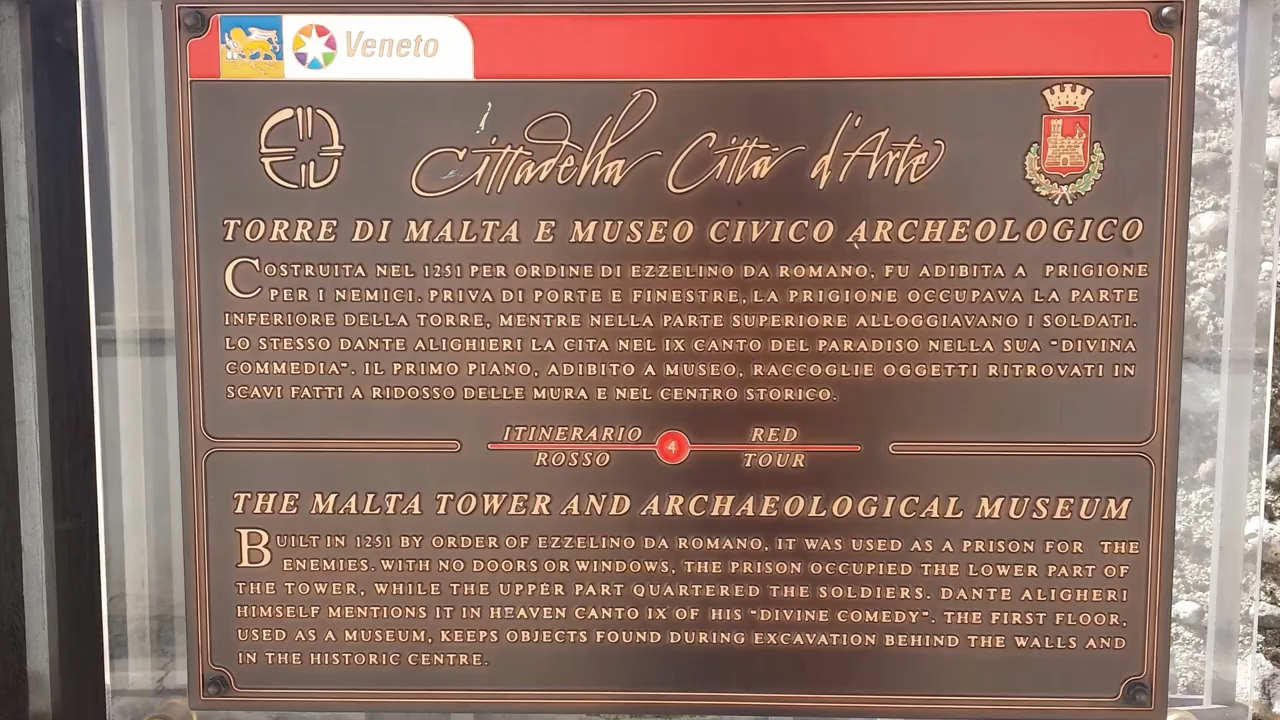 Veneto
Cittadella Città d'Arte
TORRE DI MALTA E MUSEO CIVICO ARCHEOLOGICO
COSTRUITA NEL 1251 PER ORDINE DI EZZELINO DA ROMANO, FU ADIBITA A PRIGIONE
PER I NEMICI. PRIVA DI PORTE E FINESTRE, LA PRIGIONE OCCUPAVA LA PARTE
INFERIORE DELLA TORRE, MENTRE NELLA PARTE SUPERIORE ALLOGGIAVANO I SOLDATI.
LO STESSO DANTE ALIGHIERI LA CITA NEL IX CANTO DEL PARADISO NELLA SUA "DIVINA
COMMEDIA". IL PRIMO PIANO, ADIBITO A MUSEO, RACCOGLIE OGGETTI RITROVATI IN
SCAVI FATTI A RIDOSSO DELLE MURA E NEL CENTRO STORICO.
ITINERARIO 4 RED
ROSSO TOUR
THE MALTA TOWER AND ARCHAEOLOGICAL MUSEUM
BUILT IN 1251 BY ORDER OF EZZELINO DA ROMANO, IT WAS USED AS A PRISON FOR THE
ENEMIES. WITH NO DOORS OR WINDOWS, THE PRISON OCCUPIED THE LOWER PART OF
THE TOWER, WHILE THE UPPER PART QUARTERED THE SOLDIERS. DANTE ALIGHERI
HIMSELF MENTIONS IT IN HEAVEN CANTO IX OF HIS "DIVINE COMEDY". THE FIRST FLOOR,
USED AS A MUSEUM, KEEPS OBJECTS FOUND DURING EXCAVATION BEHIND THE WALLS AND
IN THE HISTORIC CENTRE.